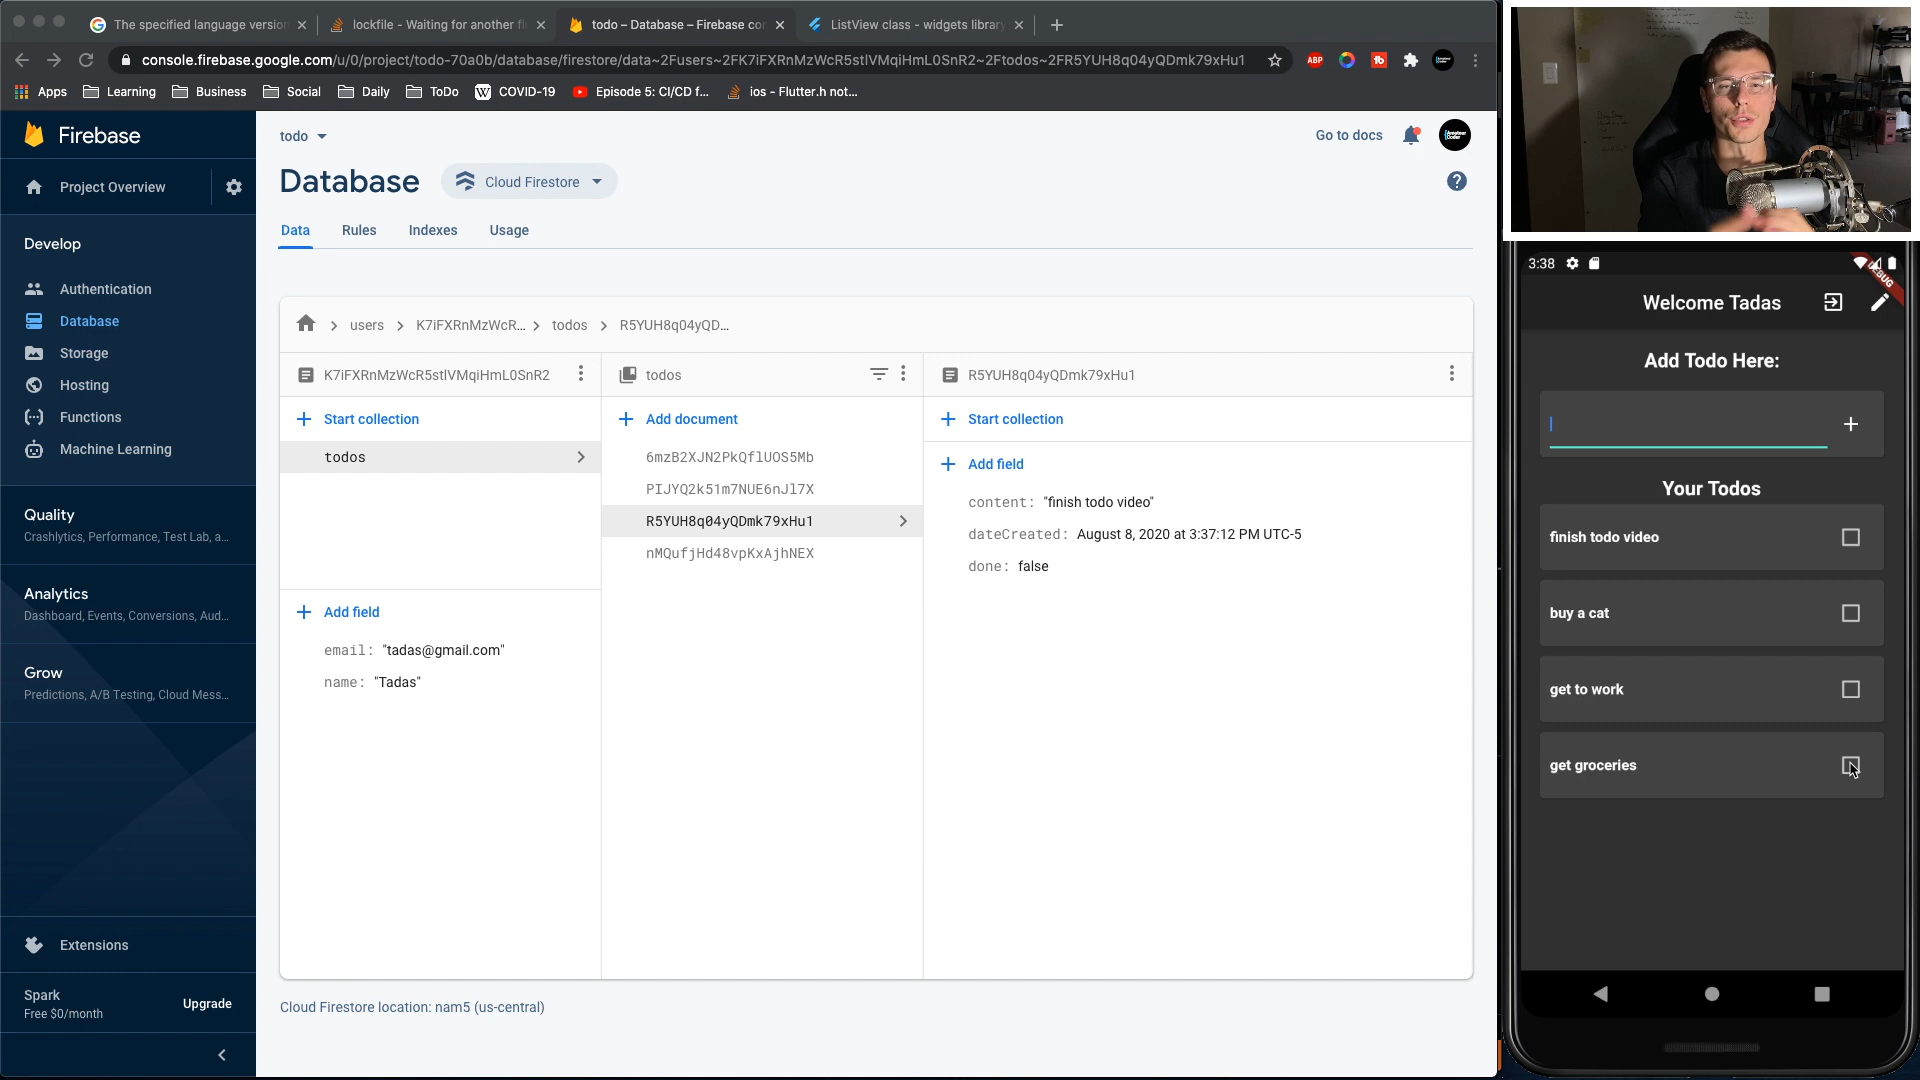 The specified language version
lockfile - Waiting for another fl
todo – Database – Firebase con
ListView class - widgets library
console.firebase.google.com/u/0/project/todo-70a0b/database/firestore/data~2Fusers~2FK7iFXRnMzWcR5stlVMqiHmL0SnR2~2Ftodos~2FR5YUH8q04yQDmk79xHu1
ABP
Apps
Learning
Business
Social
Daily
ToDo
W
COVID-19
Episode 5: CI/CD f...
ios - Flutter.h not...
Firebase
Project Overview
Develop
Authentication
Database
Storage
Hosting
Functions
Machine Learning
Quality
Crashlytics, Performance, Test Lab, a...
Analytics
Dashboard, Events, Conversions, Aud...
Grow
Predictions, A/B Testing, Cloud Mess...
Extensions
Spark
Free $0/month
Upgrade
todo
Go to docs
Database
Cloud Firestore
Data
Rules
Indexes
Usage
users
K7iFXRnMzWcR...
todos
R5YUH8q04yQD...
K7iFXRnMzWcR5stlVMqiHmL0SnR2
Start collection
todos
Add field
email: "tadas@gmail.com"
name: "Tadas"
todos
Add document
6mzB2XJN2PkQflUOS5Mb
PIJYQ2k51m7NUE6nJl7X
R5YUH8q04yQDmk79xHu1
nMQufjHd48vpKxAjhNEX
R5YUH8q04yQDmk79xHu1
Start collection
Add field
content: "finish todo video"
dateCreated: August 8, 2020 at 3:37:12 PM UTC-5
done: false
Cloud Firestore location: nam5 (us-central)
3:38
DEBUG
Welcome Tadas
Add Todo Here:
Your Todos
finish todo video
buy a cat
get to work
get groceries